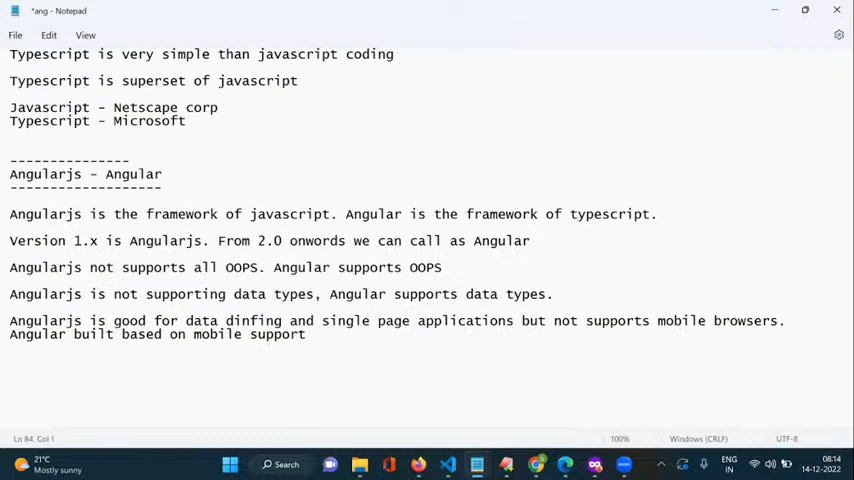 *ang - Notepad
File Edit View
Typescript is very simple than javascript coding
Typescript is superset of javascript
Javascript - Netscape corp
Typescript - Microsoft
---------------
Angularjs - Angular
-------------------
Angularjs is the framework of javascript. Angular is the framework of typescript.
Version 1.x is Angularjs. From 2.0 onwords we can call as Angular
Angularjs not supports all OOPS. Angular supports OOPS
Angularjs is not supporting data types, Angular supports data types.
Angularjs is good for data dinfing and single page applications but not supports mobile browsers.
Angular built based on mobile support
Ln 84, Col 1 100% Windows (CRLF) UTF-8
21°C
Mostly sunny
Search
ENG
IN
08:14
14-12-2022